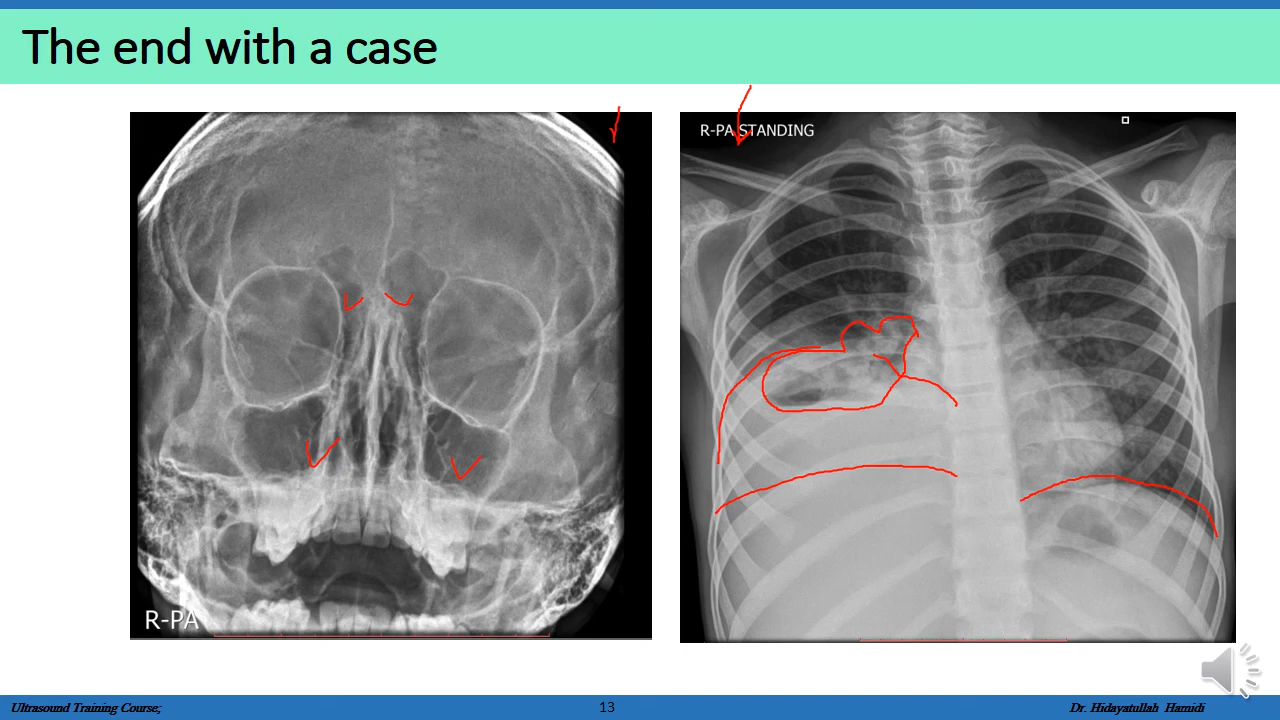 The end with a case
R-PA STANDING
R-PA
Ultrasound Training Course;
13
Dr. Hidayatullah Hamidi